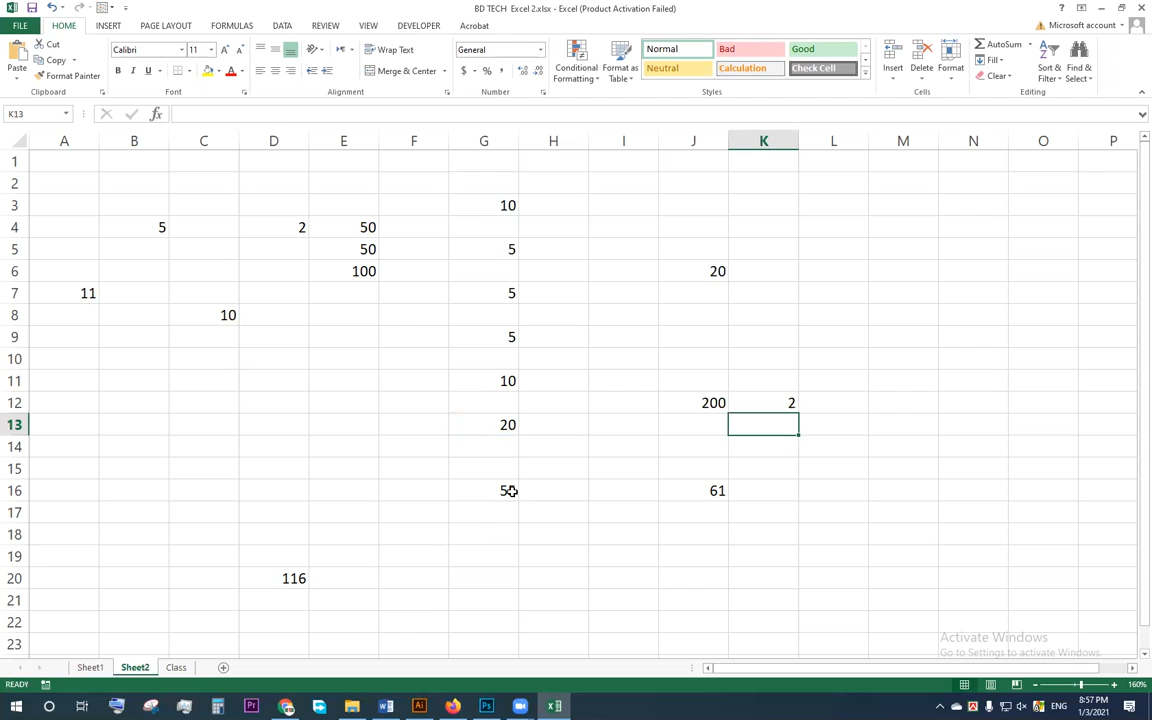 BD TECH Excel 2.xlsx - Excel (Product Activation Failed)
FILE HOME INSERT PAGE LAYOUT FORMULAS DATA REVIEW VIEW DEVELOPER Acrobat Microsoft account
Cut
Copy
Format Painter
Paste
Clipboard
Calibri 11
B I U
Font
Wrap Text
Merge & Center
Alignment
General
$ % ,
Number
Conditional Formatting
Format as Table
Normal Bad Good
Neutral Calculation Check Cell
Styles
Insert Delete Format
Cells
AutoSum
Fill
Clear
Sort & Filter
Find & Select
Editing
K13 fx
A B C D E F G H I J K L M N O P
1
2
3 10
4 5 2 50
5 50 5
6 100 20
7 11 5
8 10
9 5
10
11 10
12 200 2
13 20
14
15
16 61
17
18
19
20 116
21
22
23
Activate Windows
Go to Settings to activate Windows.
Sheet1 Sheet2 Class
READY 160%
ENG
8:57 PM
1/3/2021